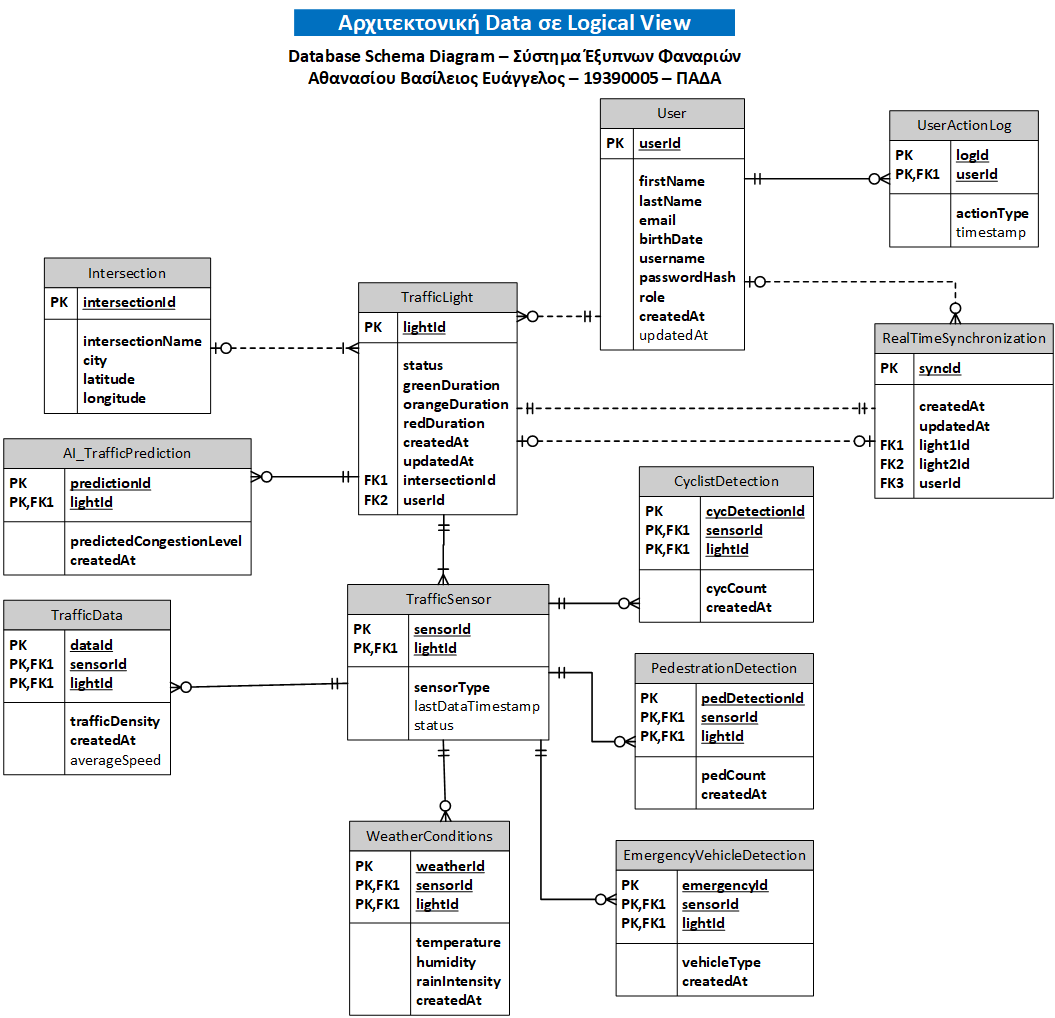 Αρχιτεκτονική Data σε Logical View
Database Schema Diagram – Σύστημα Έξυπνων Φαναριών
Αθανασίου Βασίλειος Ευάγγελος – 19390005 – ΠΑΔΑ
User
PK userId
firstName
lastName
email
birthDate
username
passwordHash
role
createdAt
updatedAt
UserActionLog
PK logId
PK,FK1 userId
actionType
timestamp
Intersection
PK intersectionId
intersectionName
city
latitude
longitude
TrafficLight
PK lightId
status
greenDuration
orangeDuration
redDuration
createdAt
updatedAt
FK1 intersectionId
FK2 userId
RealTimeSynchronization
PK syncId
createdAt
updatedAt
FK1 light1Id
FK2 light2Id
FK3 userId
AI_TrafficPrediction
PK predictionId
PK,FK1 lightId
predictedCongestionLevel
createdAt
CyclistDetection
PK cycDetectionId
PK,FK1 sensorId
PK,FK1 lightId
cycCount
createdAt
TrafficData
PK dataId
PK,FK1 sensorId
PK,FK1 lightId
trafficDensity
createdAt
averageSpeed
TrafficSensor
PK sensorId
PK,FK1 lightId
sensorType
lastDataTimestamp
status
PedestrationDetection
PK pedDetectionId
PK,FK1 sensorId
PK,FK1 lightId
pedCount
createdAt
WeatherConditions
PK weatherId
PK,FK1 sensorId
PK,FK1 lightId
temperature
humidity
rainIntensity
createdAt
EmergencyVehicleDetection
PK emergencyId
PK,FK1 sensorId
PK,FK1 lightId
vehicleType
createdAt